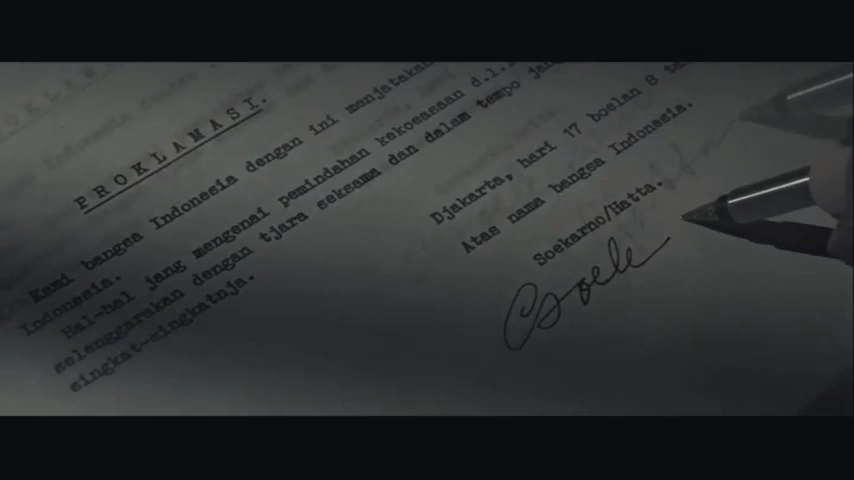 PROKLAMASI.
Kami bangsa Indonesia dengan ini menjatakan
Indonesia.
Hal-hal jang mengenai pemindahan kekoeasaan d.l.l.
selenggarakan dengan tjara seksama dan dalam tempo
singkat-singkatnja.
Djakarta, hari 17 boelan 8
Atas nama bangsa Indonesia.
Soekarno/Hatta.
Soek